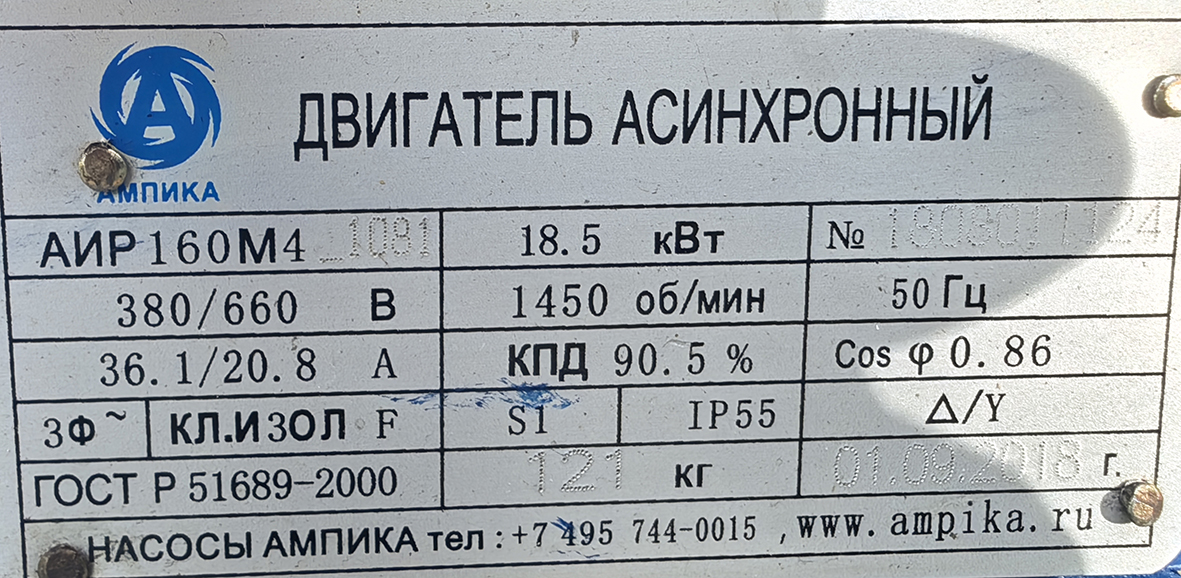 ДВИГАТЕЛЬ АСИНХРОННЫЙ
АМПИКА
АИР160М4 _1Q81 18.5 кВт № 1808011124
380/660 В 1450 об/мин 50 Гц
36.1/20.8 А КПД 90.5 % Cos φ 0.86
3Ф~ КЛ.ИЗОЛ F S1 IP55 Δ/Y
ГОСТ Р 51689-2000 121 кг 01.09.2018 г.
НАСОСЫ АМПИКА тел : +7 495 744-0015 , www.ampika.ru